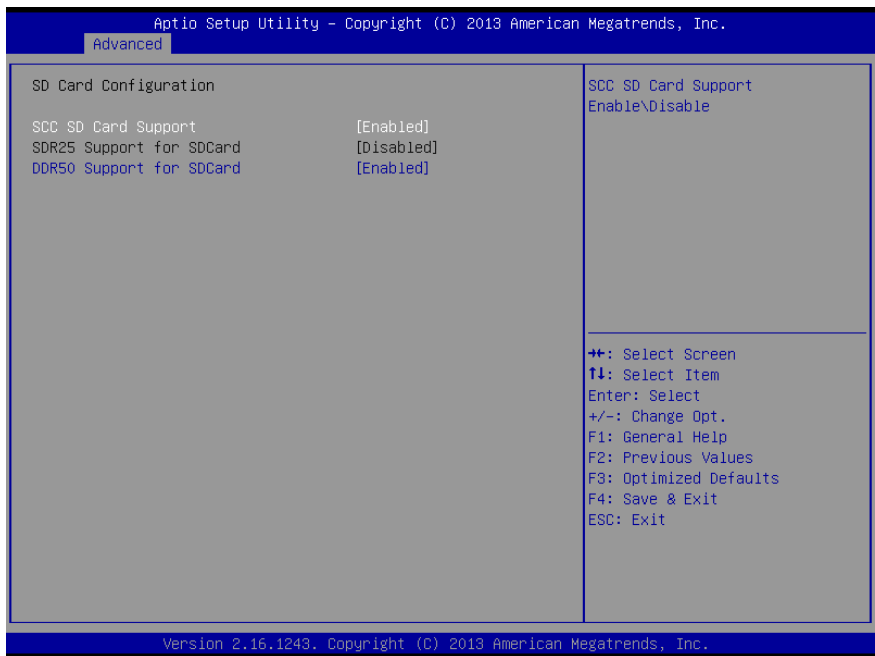 Aptio Setup Utility – Copyright (C) 2013 American Megatrends, Inc.
Advanced
SD Card Configuration
SCC SD Card Support [Enabled]
SDR25 Support for SDCard [Disabled]
DDR50 Support for SDCard [Enabled]
SCC SD Card Support
Enable\Disable
→←: Select Screen
↑↓: Select Item
Enter: Select
+/-: Change Opt.
F1: General Help
F2: Previous Values
F3: Optimized Defaults
F4: Save & Exit
ESC: Exit
Version 2.16.1243. Copyright (C) 2013 American Megatrends, Inc.